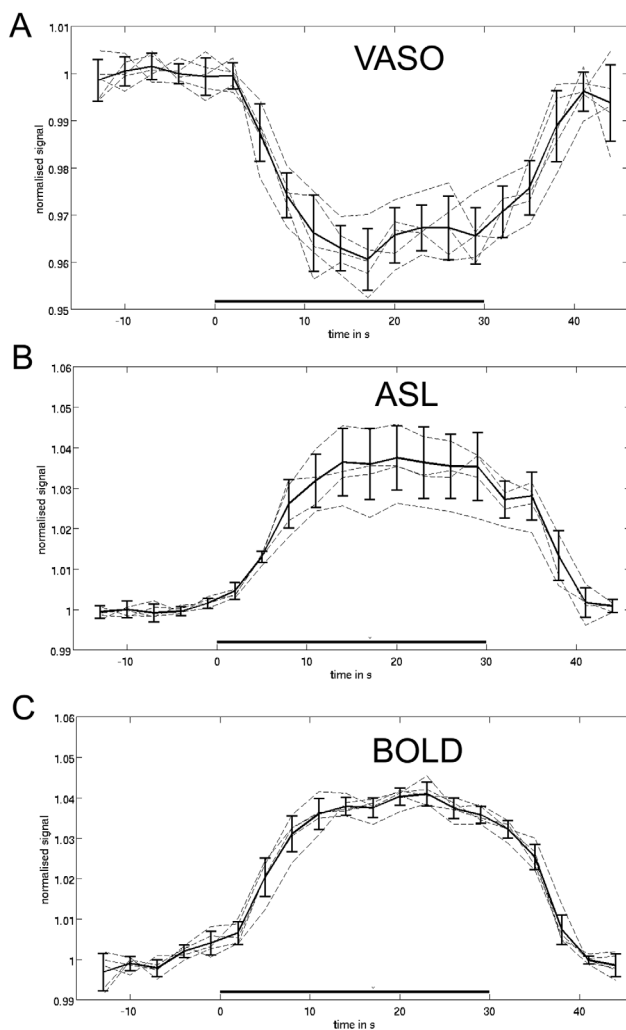 A
VASO
1.01
1
0.99
0.98
0.97
0.96
0.95
normalised signal
-10 0 10 20 30 40
time in s
B
ASL
1.06
1.05
1.04
1.03
1.02
1.01
1
0.99
normalised signal
-10 0 10 20 30 40
time in s
C
BOLD
1.06
1.05
1.04
1.03
1.02
1.01
1
0.99
normalised signal
-10 0 10 20 30 40
time in s